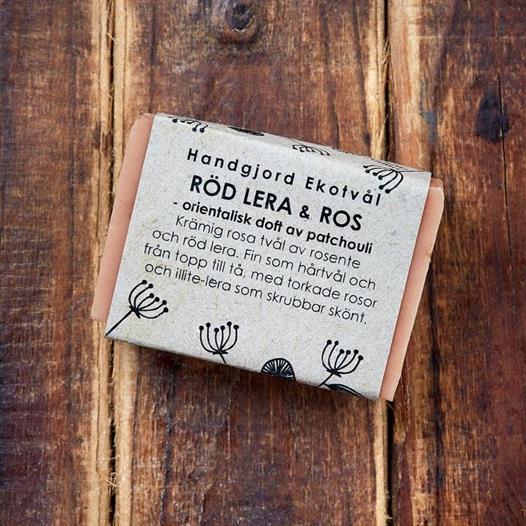 Handgjord Ekotvål
RÖD LERA & ROS
- orientalisk doft av patchouli
Krämig rosa tvål av rosente
och röd lera. Fin som hårtvål och
från topp till tå, med torkade rosor
och illite-lera som skrubbar skönt.